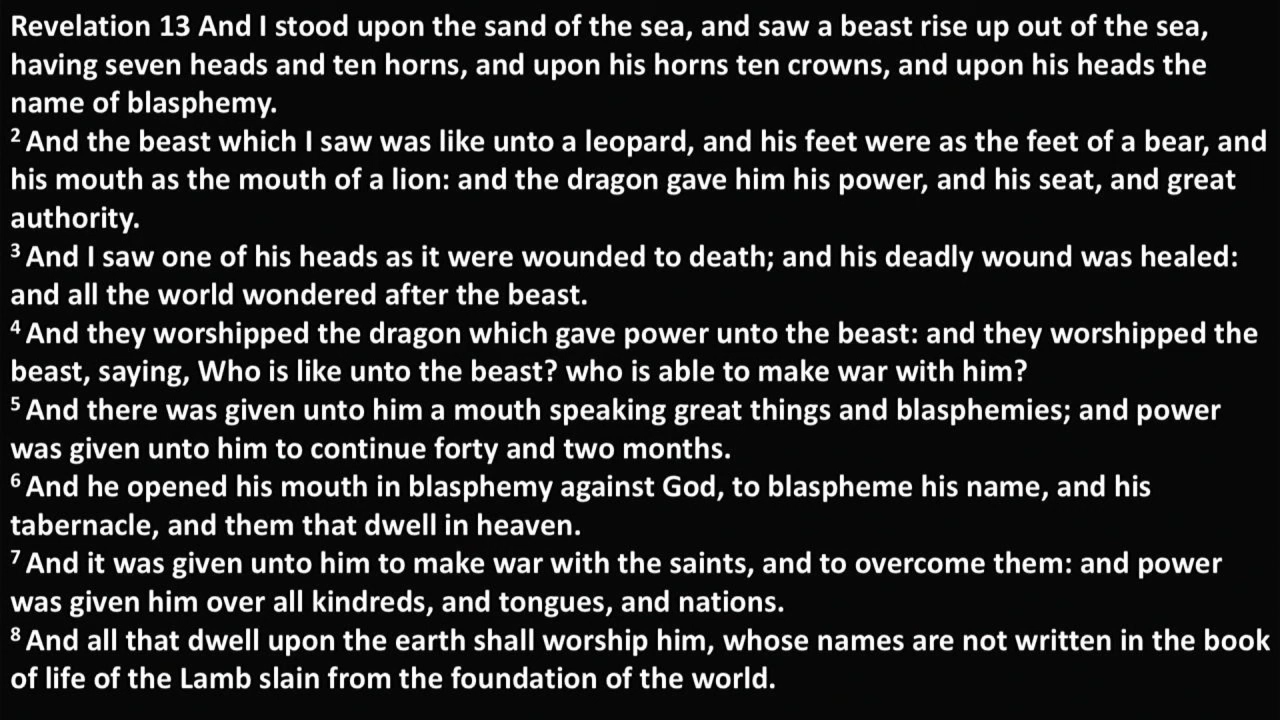 Revelation 13 And I stood upon the sand of the sea, and saw a beast rise up out of the sea,
having seven heads and ten horns, and upon his horns ten crowns, and upon his heads the
name of blasphemy.
2 And the beast which I saw was like unto a leopard, and his feet were as the feet of a bear, and
his mouth as the mouth of a lion: and the dragon gave him his power, and his seat, and great
authority.
3 And I saw one of his heads as it were wounded to death; and his deadly wound was healed:
and all the world wondered after the beast.
4 And they worshipped the dragon which gave power unto the beast: and they worshipped the
beast, saying, Who is like unto the beast? who is able to make war with him?
5 And there was given unto him a mouth speaking great things and blasphemies; and power
was given unto him to continue forty and two months.
6 And he opened his mouth in blasphemy against God, to blaspheme his name, and his
tabernacle, and them that dwell in heaven.
7 And it was given unto him to make war with the saints, and to overcome them: and power
was given him over all kindreds, and tongues, and nations.
8 And all that dwell upon the earth shall worship him, whose names are not written in the book
of life of the Lamb slain from the foundation of the world.